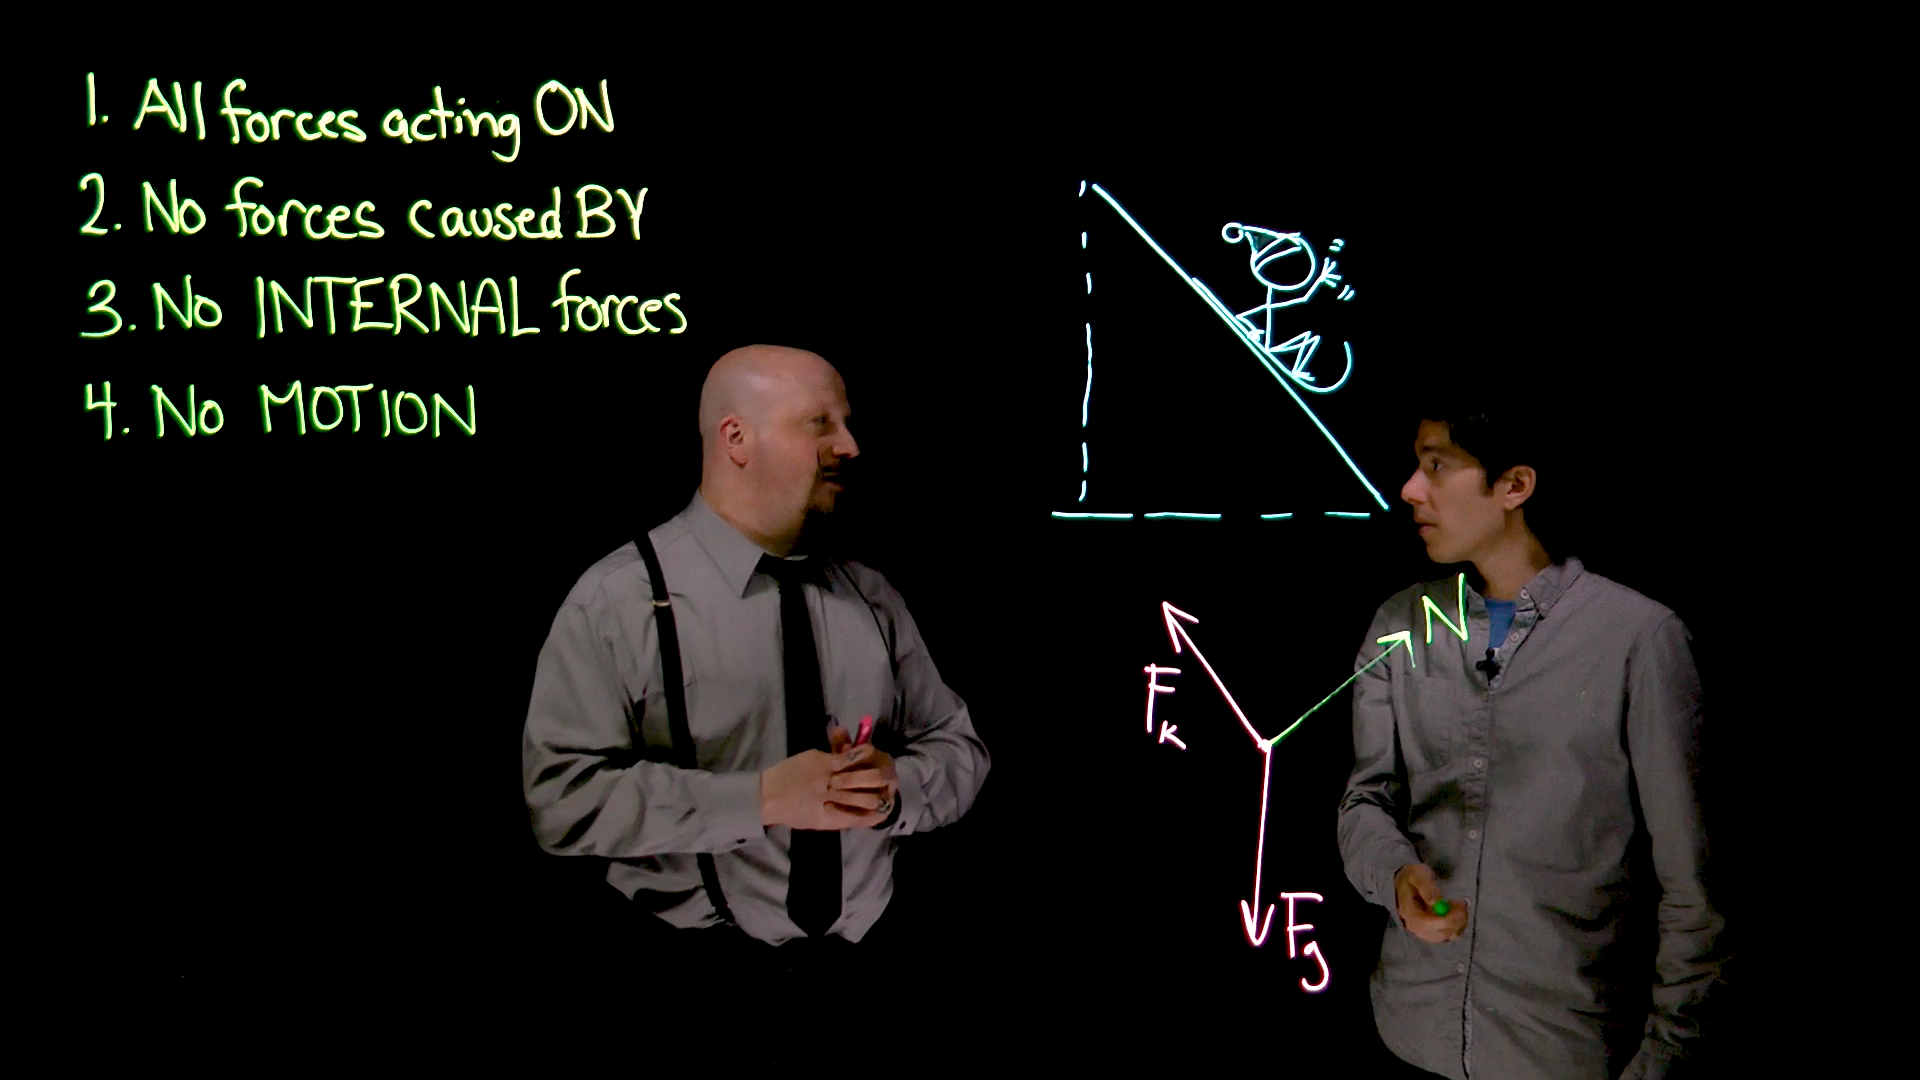 1. All forces acting ON
2. No forces caused BY
3. No INTERNAL forces
4. No MOTION
N
Fk
Fg